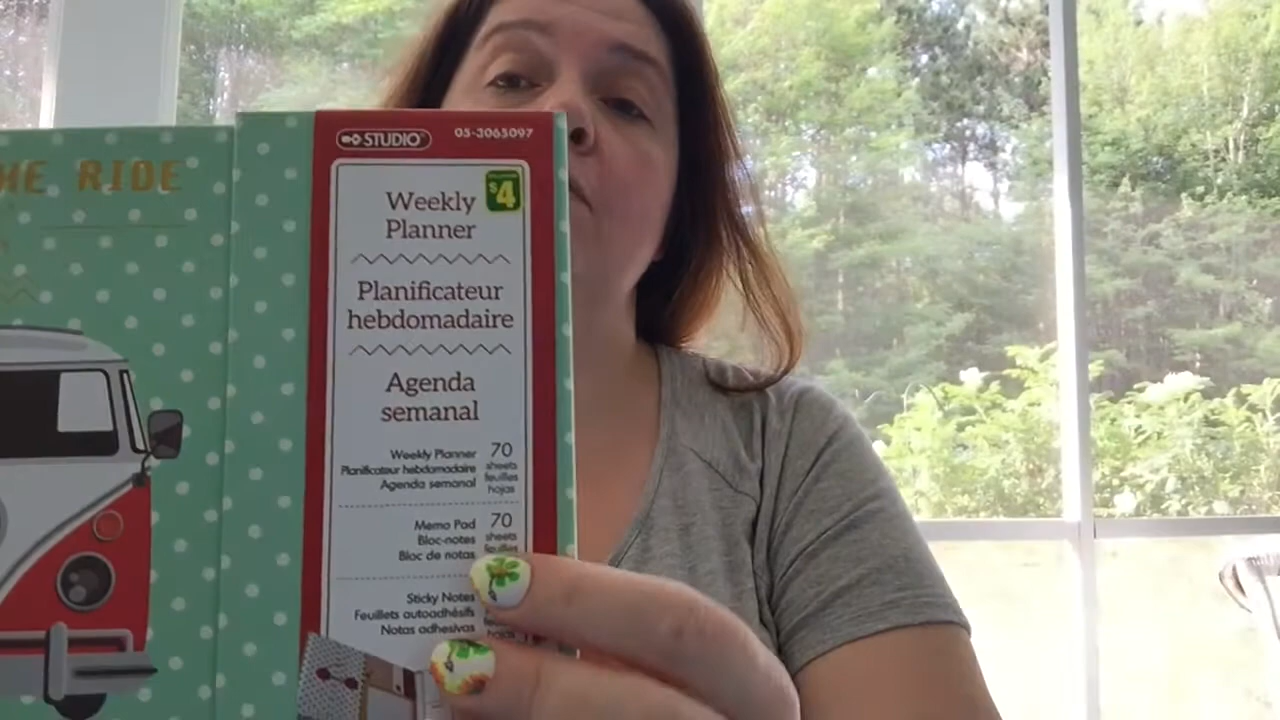 HE RIDE
STUDIO
05-3065097
$4
Weekly
Planner
Planificateur
hebdomadaire
Agenda
semanal
Weekly Planner
Planificateur hebdomadaire
Agenda semanal
70
sheets
feuilles
hojas
Memo Pad
Bloc-notes
Bloc de notas
70
sheets
feuilles
Sticky Notes
Feuillets autoadhésifs
Notas adhesivas
hojas